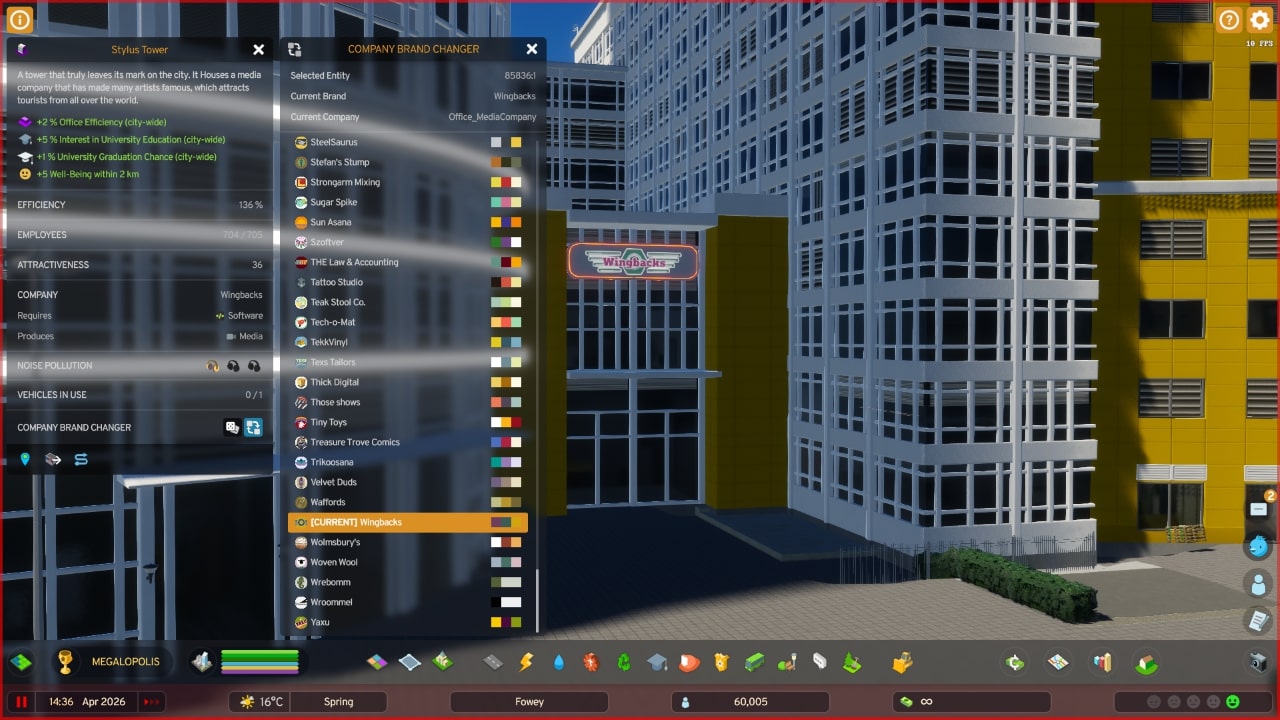 10 FPS
Stylus Tower
A tower that truly leaves its mark on the city. It Houses a media
company that has made many artists famous, which attracts
tourists from all over the world.
+2 % Office Efficiency (city-wide)
+5 % Interest in University Education (city-wide)
+1 % University Graduation Chance (city-wide)
+5 Well-Being within 2 km
EFFICIENCY 136 %
EMPLOYEES 704 / 705
ATTRACTIVENESS 36
COMPANY Wingbacks
Requires Software
Produces Media
NOISE POLLUTION
VEHICLES IN USE 0 / 1
COMPANY BRAND CHANGER
COMPANY BRAND CHANGER
Selected Entity 85836:1
Current Brand Wingbacks
Current Company Office_MediaCompany
SteelSaurus
Stefan's Stump
Strongarm Mixing
Sugar Spike
Sun Asana
Szoftver
THE Law & Accounting
Tattoo Studio
Teak Stool Co.
Tech-o-Mat
TekkVinyl
Texs Tailors
Thick Digital
Those shows
Tiny Toys
Treasure Trove Comics
Trikoosana
Velvet Duds
Waffords
[CURRENT] Wingbacks
Wolmsbury's
Woven Wool
Wrebomm
Wroommel
Yaxu
Wingbacks
2
MEGALOPOLIS
14:36 Apr 2026
16°C Spring
Fowey
60,005
∞